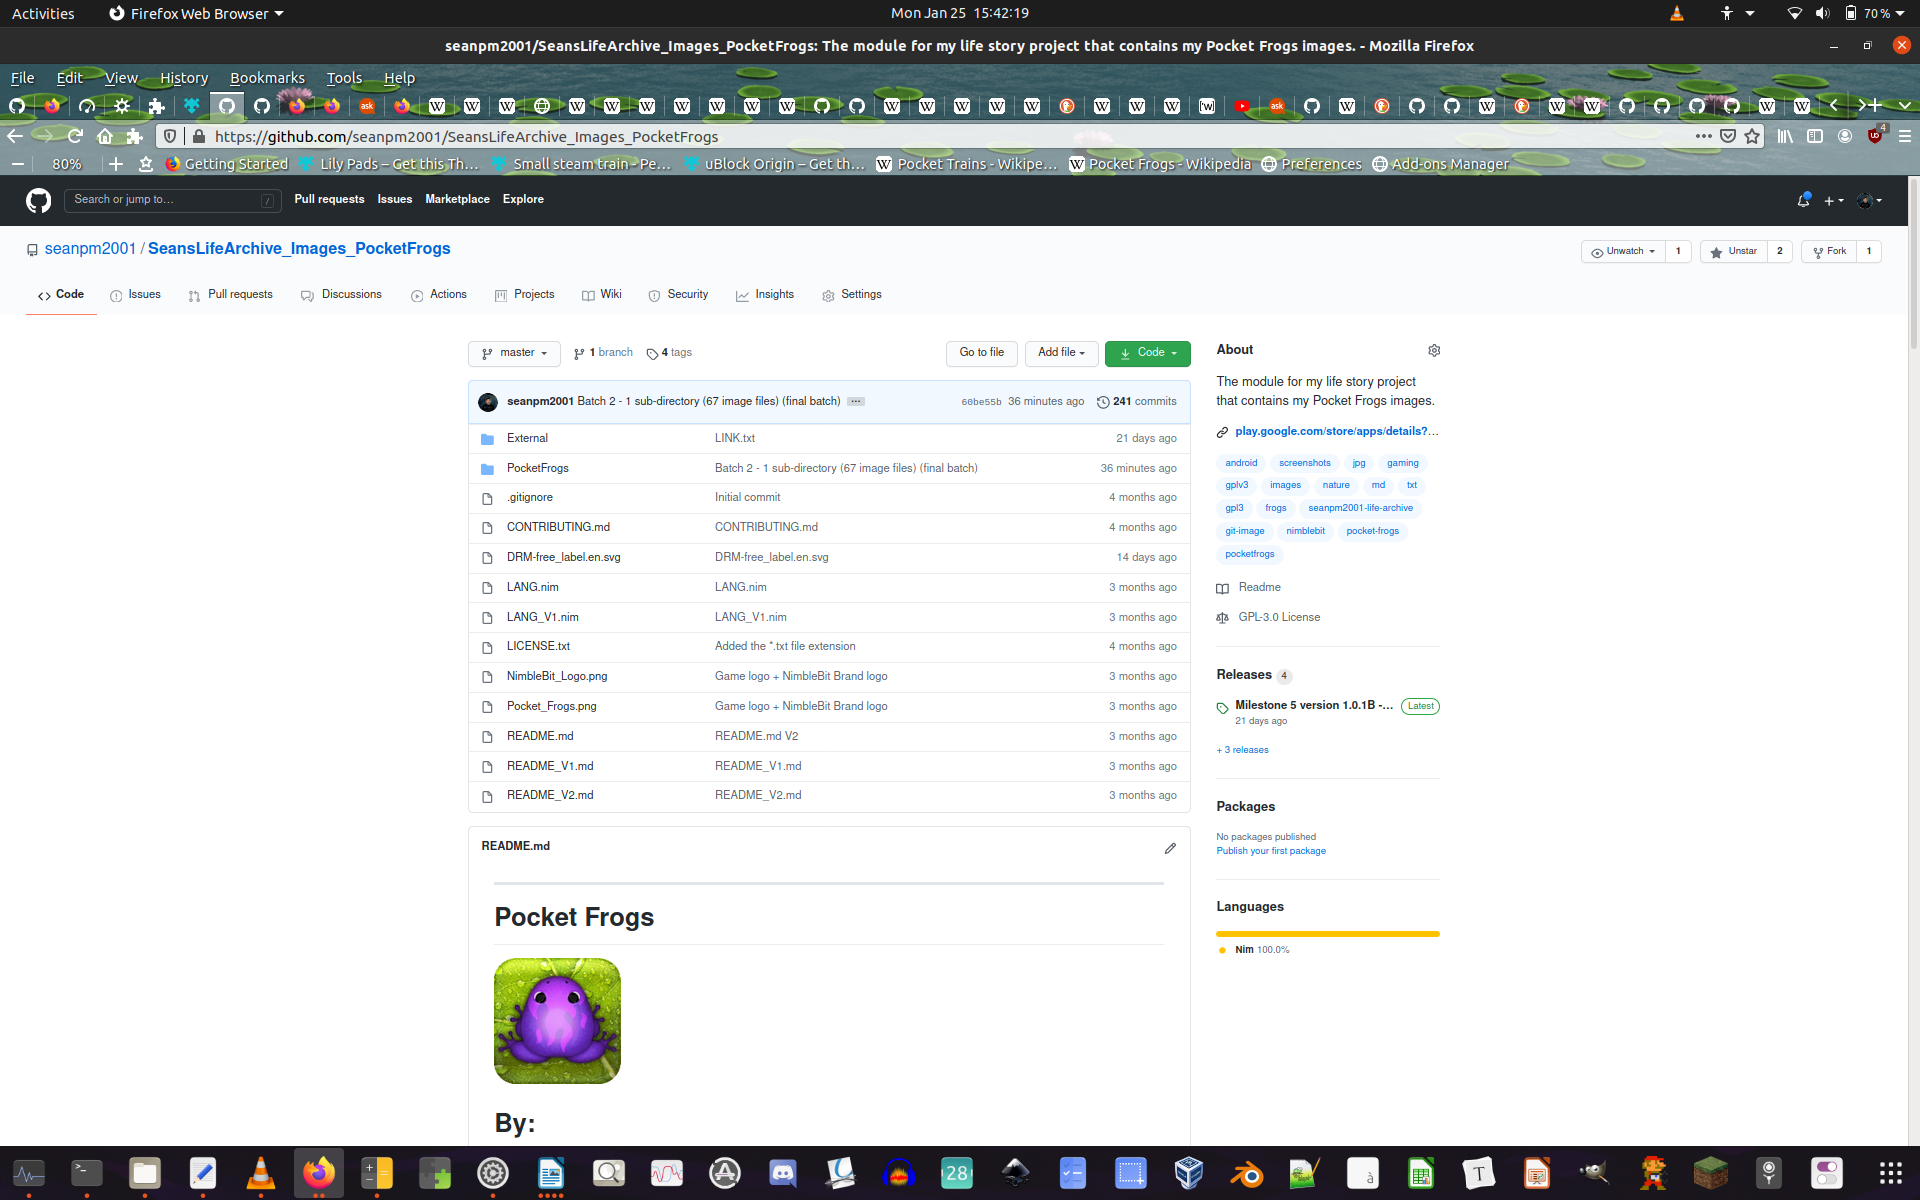 Activities Firefox Web Browser Mon Jan 25 15:42:19 70 %
seanpm2001/SeansLifeArchive_Images_PocketFrogs: The module for my life story project that contains my Pocket Frogs images. - Mozilla Firefox
File Edit View History Bookmarks Tools Help
https://github.com/seanpm2001/SeansLifeArchive_Images_PocketFrogs 4
80% Getting Started Lily Pads – Get this Th… Small steam train - Pe… uBlock Origin – Get th… Pocket Trains - Wikipe… Pocket Frogs - Wikipedia Preferences Add-ons Manager
Search or jump to… / Pull requests Issues Marketplace Explore
seanpm2001 / SeansLifeArchive_Images_PocketFrogs Unwatch 1 Unstar 2 Fork 1
Code Issues Pull requests Discussions Actions Projects Wiki Security Insights Settings
master 1 branch 4 tags Go to file Add file Code
seanpm2001 Batch 2 - 1 sub-directory (67 image files) (final batch) ... 60be55b 36 minutes ago 241 commits
External LINK.txt 21 days ago
PocketFrogs Batch 2 - 1 sub-directory (67 image files) (final batch) 36 minutes ago
.gitignore Initial commit 4 months ago
CONTRIBUTING.md CONTRIBUTING.md 4 months ago
DRM-free_label.en.svg DRM-free_label.en.svg 14 days ago
LANG.nim LANG.nim 3 months ago
LANG_V1.nim LANG_V1.nim 3 months ago
LICENSE.txt Added the *.txt file extension 4 months ago
NimbleBit_Logo.png Game logo + NimbleBit Brand logo 3 months ago
Pocket_Frogs.png Game logo + NimbleBit Brand logo 3 months ago
README.md README.md V2 3 months ago
README_V1.md README_V1.md 3 months ago
README_V2.md README_V2.md 3 months ago
README.md
Pocket Frogs
By:
About
The module for my life story project
that contains my Pocket Frogs images.
play.google.com/store/apps/details?…
android screenshots jpg gaming
gplv3 images nature md txt
gpl3 frogs seanpm2001-life-archive
git-image nimblebit pocket-frogs
pocketfrogs
Readme
GPL-3.0 License
Releases 4
Milestone 5 version 1.0.1B -... Latest
21 days ago
+ 3 releases
Packages
No packages published
Publish your first package
Languages
Nim 100.0%
28